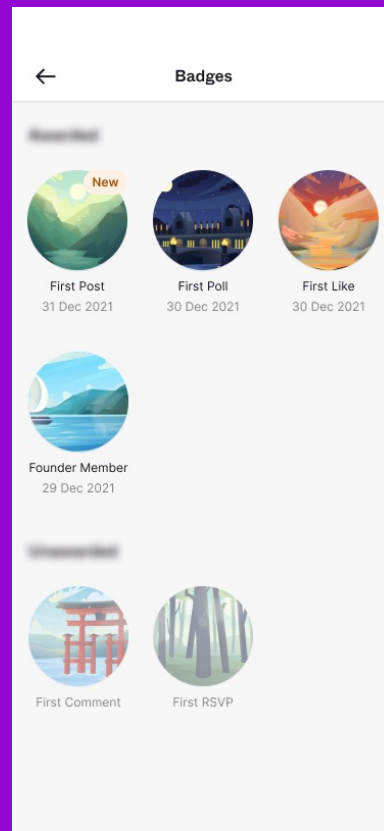 Badges
New
First Post
First Poll
First Like
31 Dec 2021
30 Dec 2021
30 Dec 2021
Founder Member
29 Dec 2021
First Comment
First RSVP